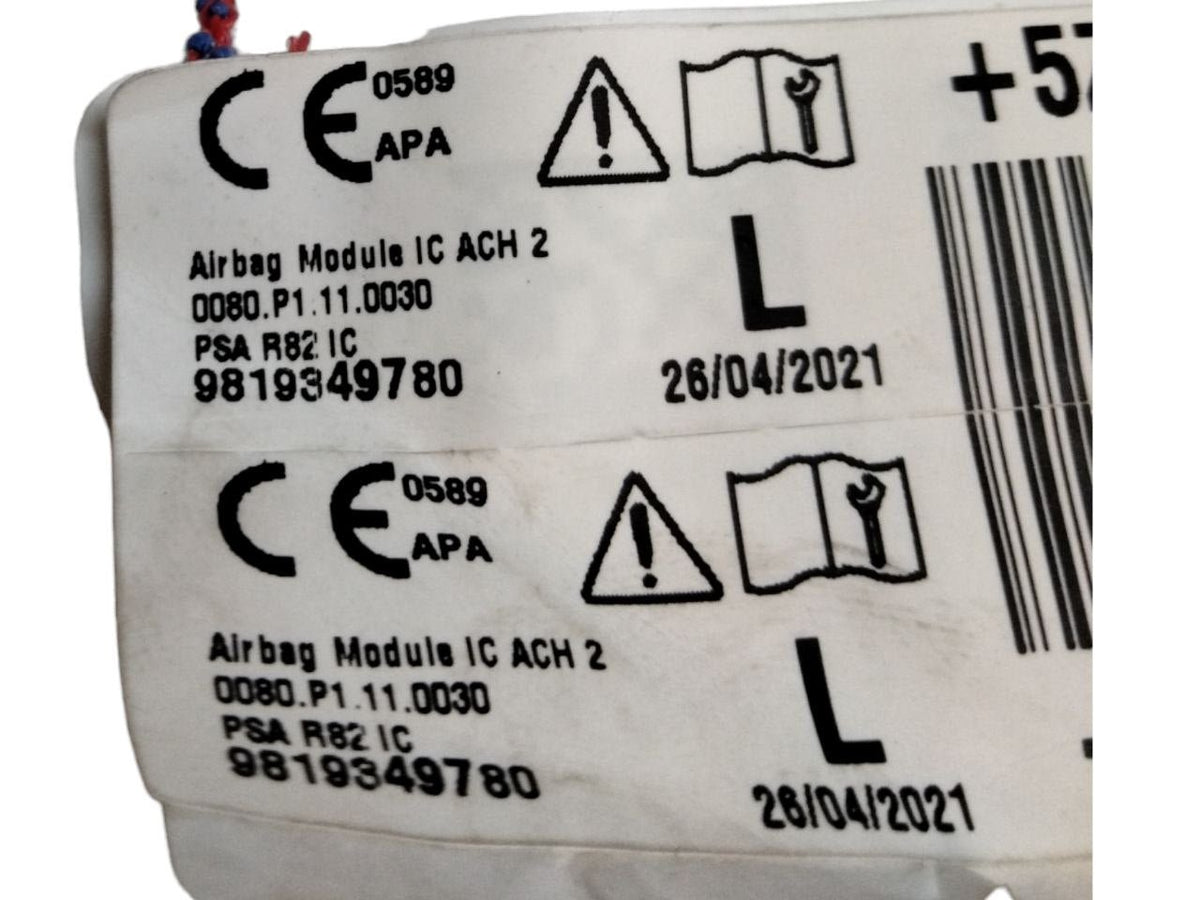 CE 0589
APA
+5
Airbag Module IC ACH 2
0080.P1.11.0030
PSA R82 IC
9819349780
L
26/04/2021
CE 0589
APA
Airbag Module IC ACH 2
0080.P1.11.0030
PSA R82 IC
9819349780
L
26/04/2021